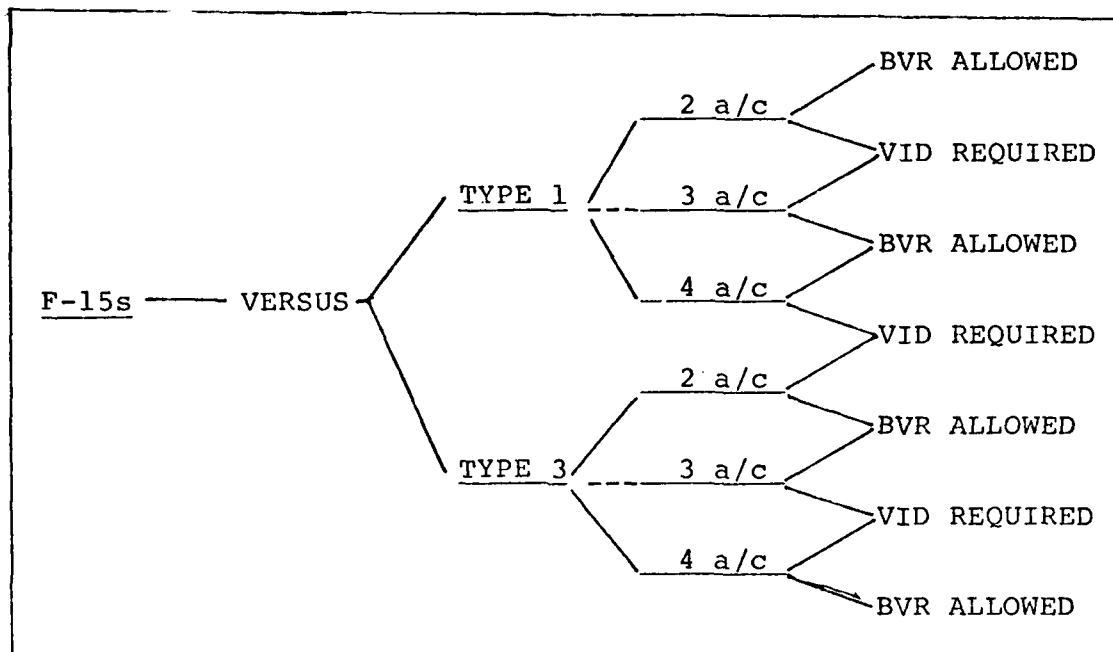 BVR ALLOWED
2 a/c
VID REQUIRED
TYPE 1
3 a/c
BVR ALLOWED
F-15s
VERSUS
4 a/c
VID REQUIRED
2 a/c
BVR ALLOWED
TYPE 3
3 a/c
VID REQUIRED
4 a/c
BVR ALLOWED